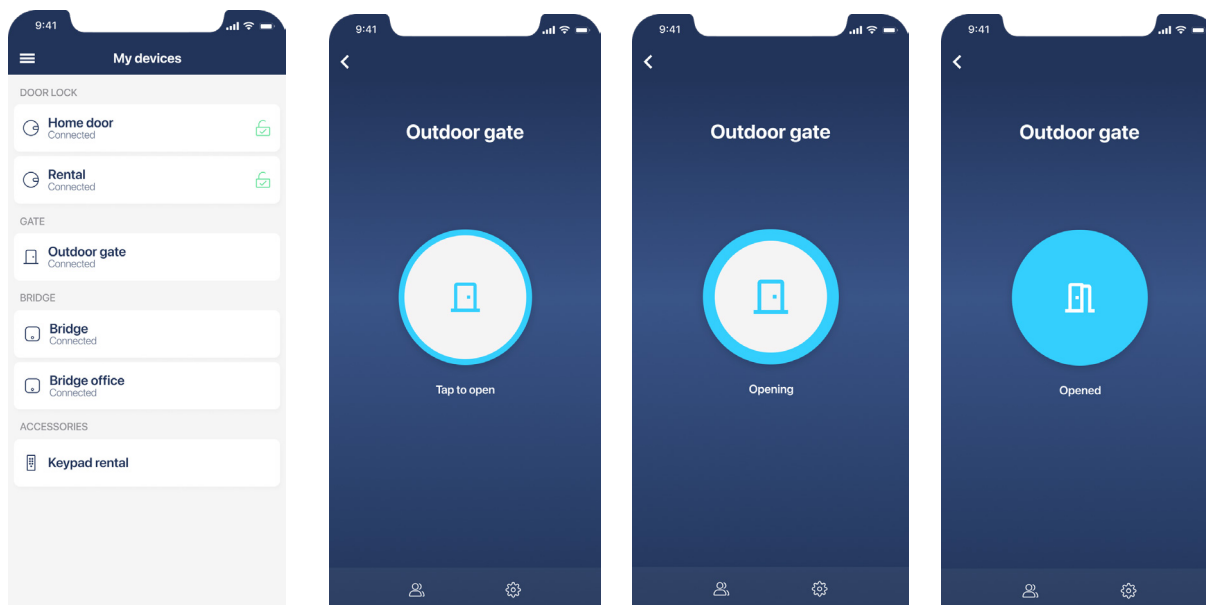 9:41
My devices
DOOR LOCK
Home door
Connected
Rental
Connected
GATE
Outdoor gate
Connected
BRIDGE
Bridge
Connected
Bridge office
Connected
ACCESSORIES
Keypad rental
9:41
Outdoor gate
Tap to open
9:41
Outdoor gate
Opening
9:41
Outdoor gate
Opened